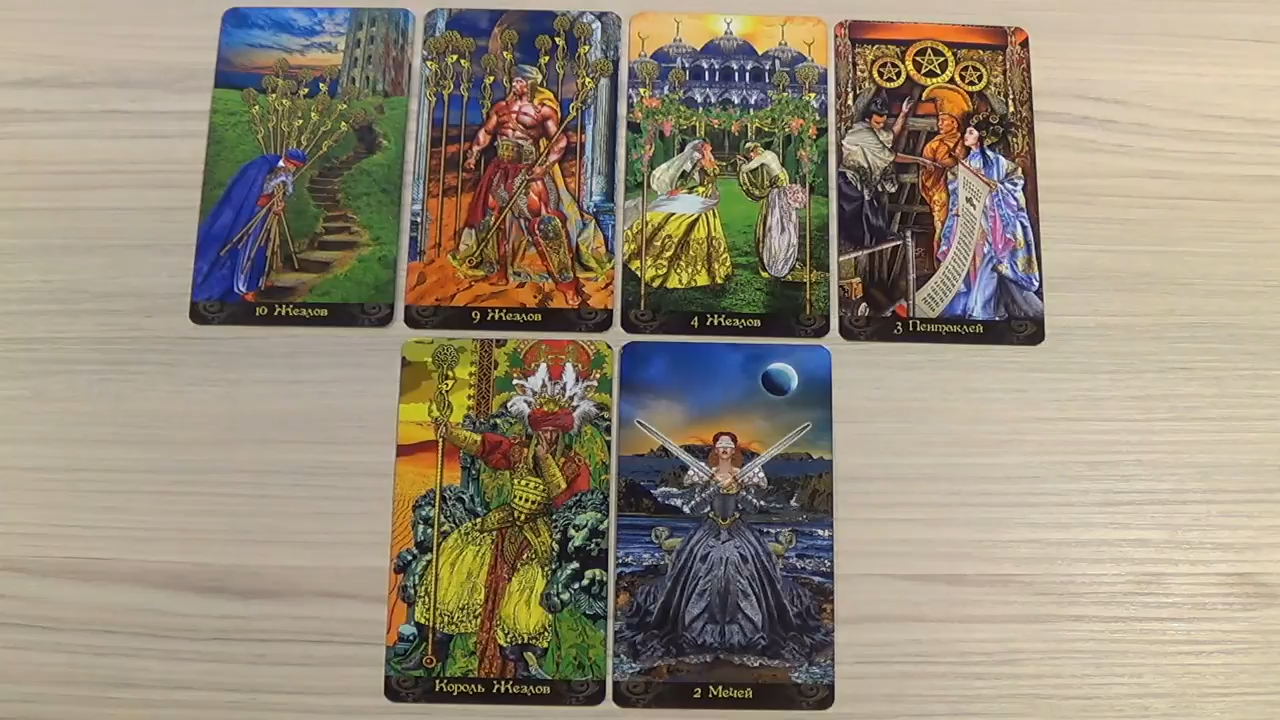 10 Жезлов
9 Жезлов
4 Жезлов
3 Пентаклей
Король Жезлов
2 Мечей